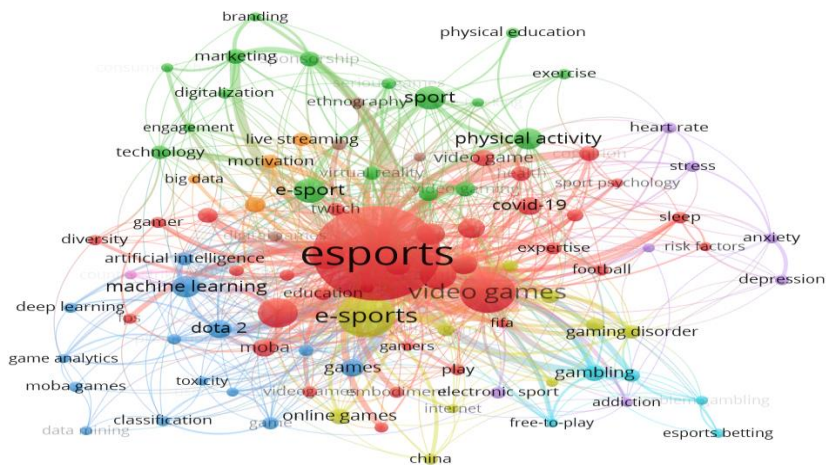 branding
physical education
marketing
exercise
digitalization
sport
ethnography
engagement
live streaming
physical activity
heart rate
technology
motivation
video game
health
stress
big data
virtual reality
videogaming
sport psychology
e-sport
twitch
covid-19
gamer
sleep
diversity
esports
expertise
anxiety
risk factors
artificial intelligence
football
depression
machine learning
education
video games
deep learning
e-sports
fifa
dota 2
gaming disorder
moba
gamers
game analytics
games
play
gambling
moba games
toxicity
videogames
embodiment
electronic sport
addiction
online games
internet
classification
game
free-to-play
data mining
esports betting
china